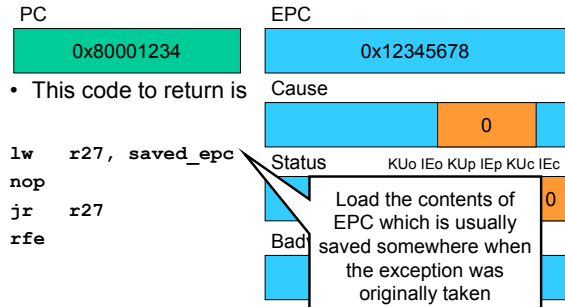 PC
EPC
0x80001234
0x12345678
• This code to return is
Cause
0
lw r27, saved_epc
nop
jr r27
rfe
Status KUo IEo KUp IEp KUc IEc
0
Load the contents of
EPC which is usually
saved somewhere when
the exception was
originally taken